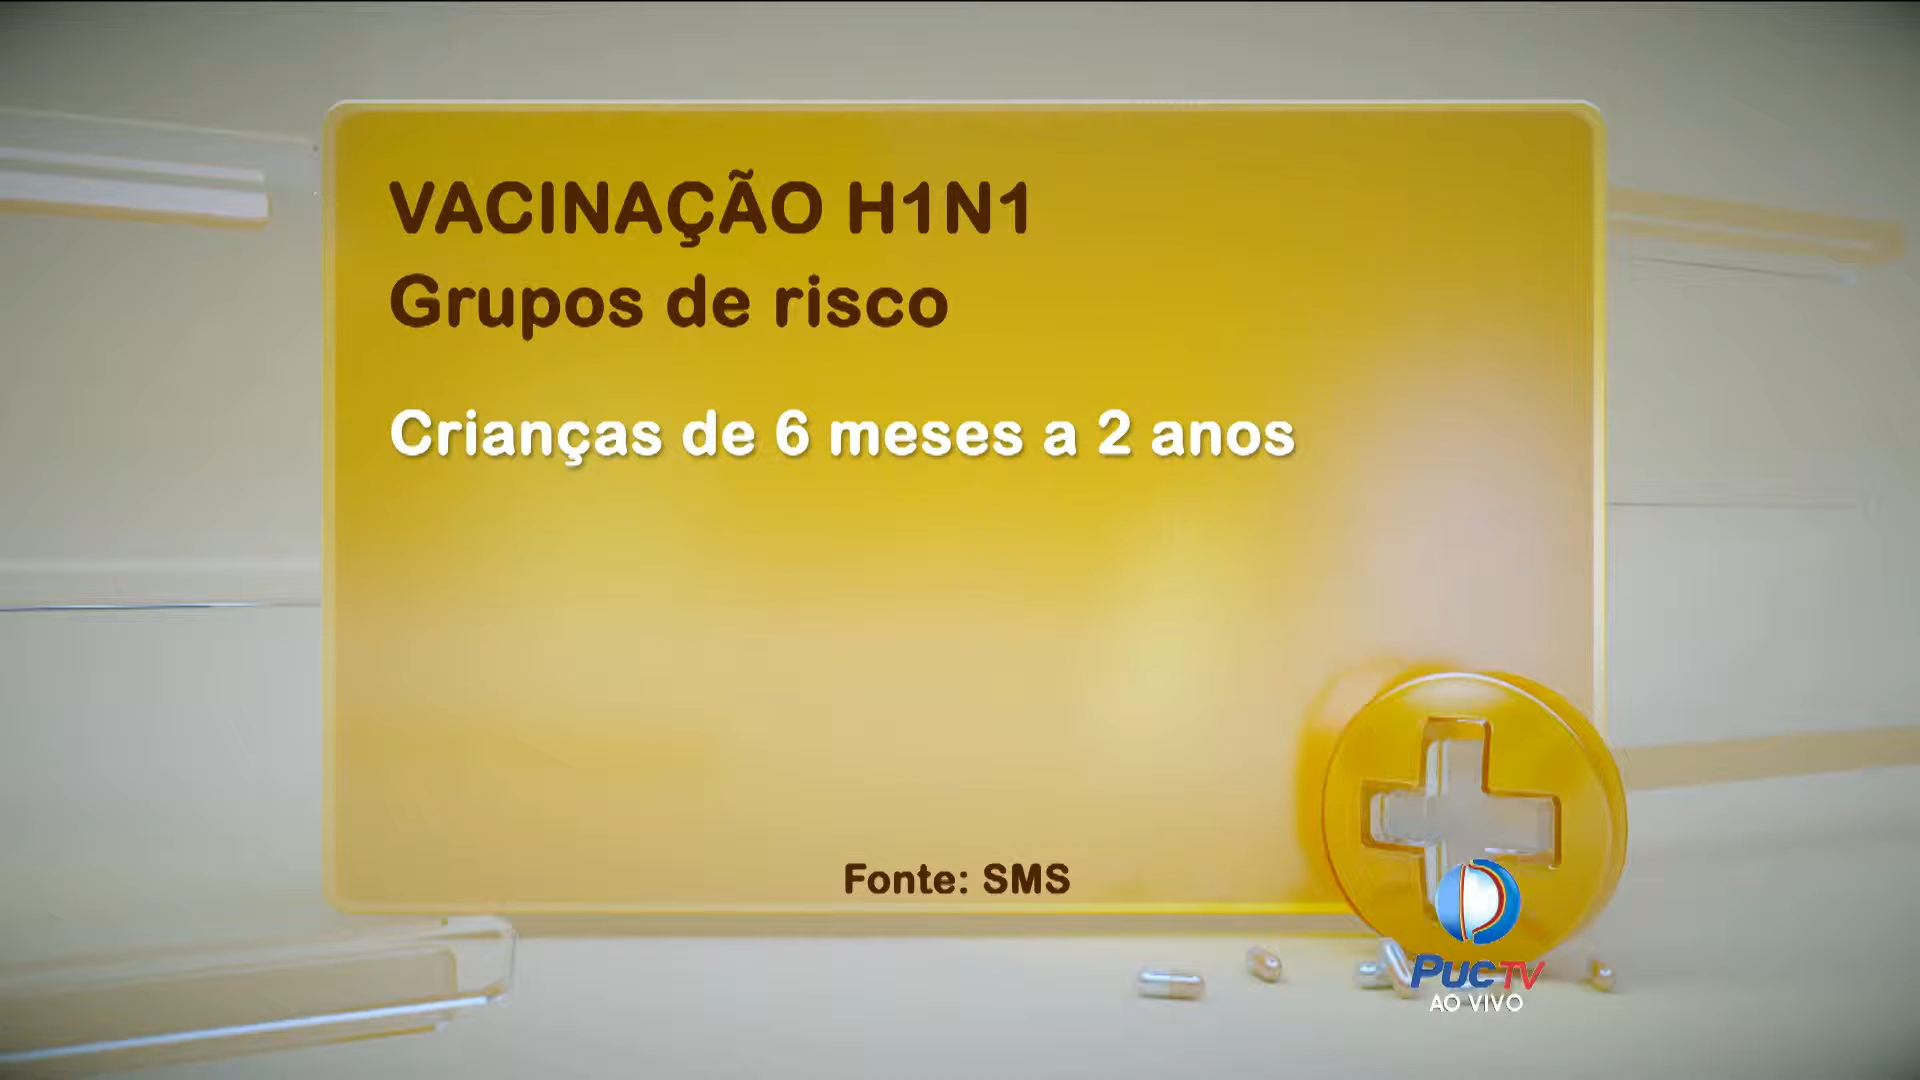 VACINAÇÃO H1N1
Grupos de risco
Crianças de 6 meses a 2 anos
Fonte: SMS
PUC TV
AO VIVO